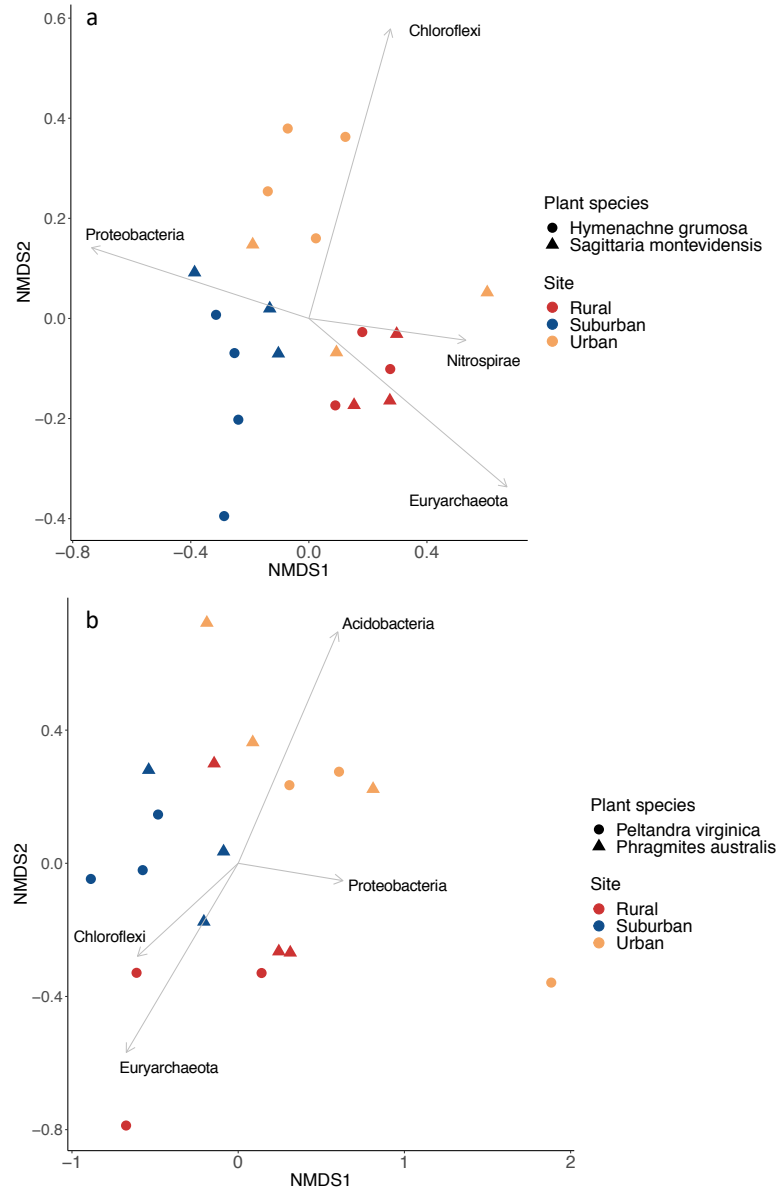 a
0.6
0.4
0.2
0.0
−0.2
−0.4
NMDS2
−0.8
−0.4
0.0
0.4
NMDS1
Chloroflexi
Proteobacteria
Nitrospirae
Euryarchaeota
Plant species
Hymenachne grumosa
Sagittaria montevidensis
Site
Rural
Suburban
Urban
b
0.4
0.0
−0.4
−0.8
NMDS2
−1
0
1
2
NMDS1
Acidobacteria
Proteobacteria
Chloroflexi
Euryarchaeota
Plant species
Peltandra virginica
Phragmites australis
Site
Rural
Suburban
Urban